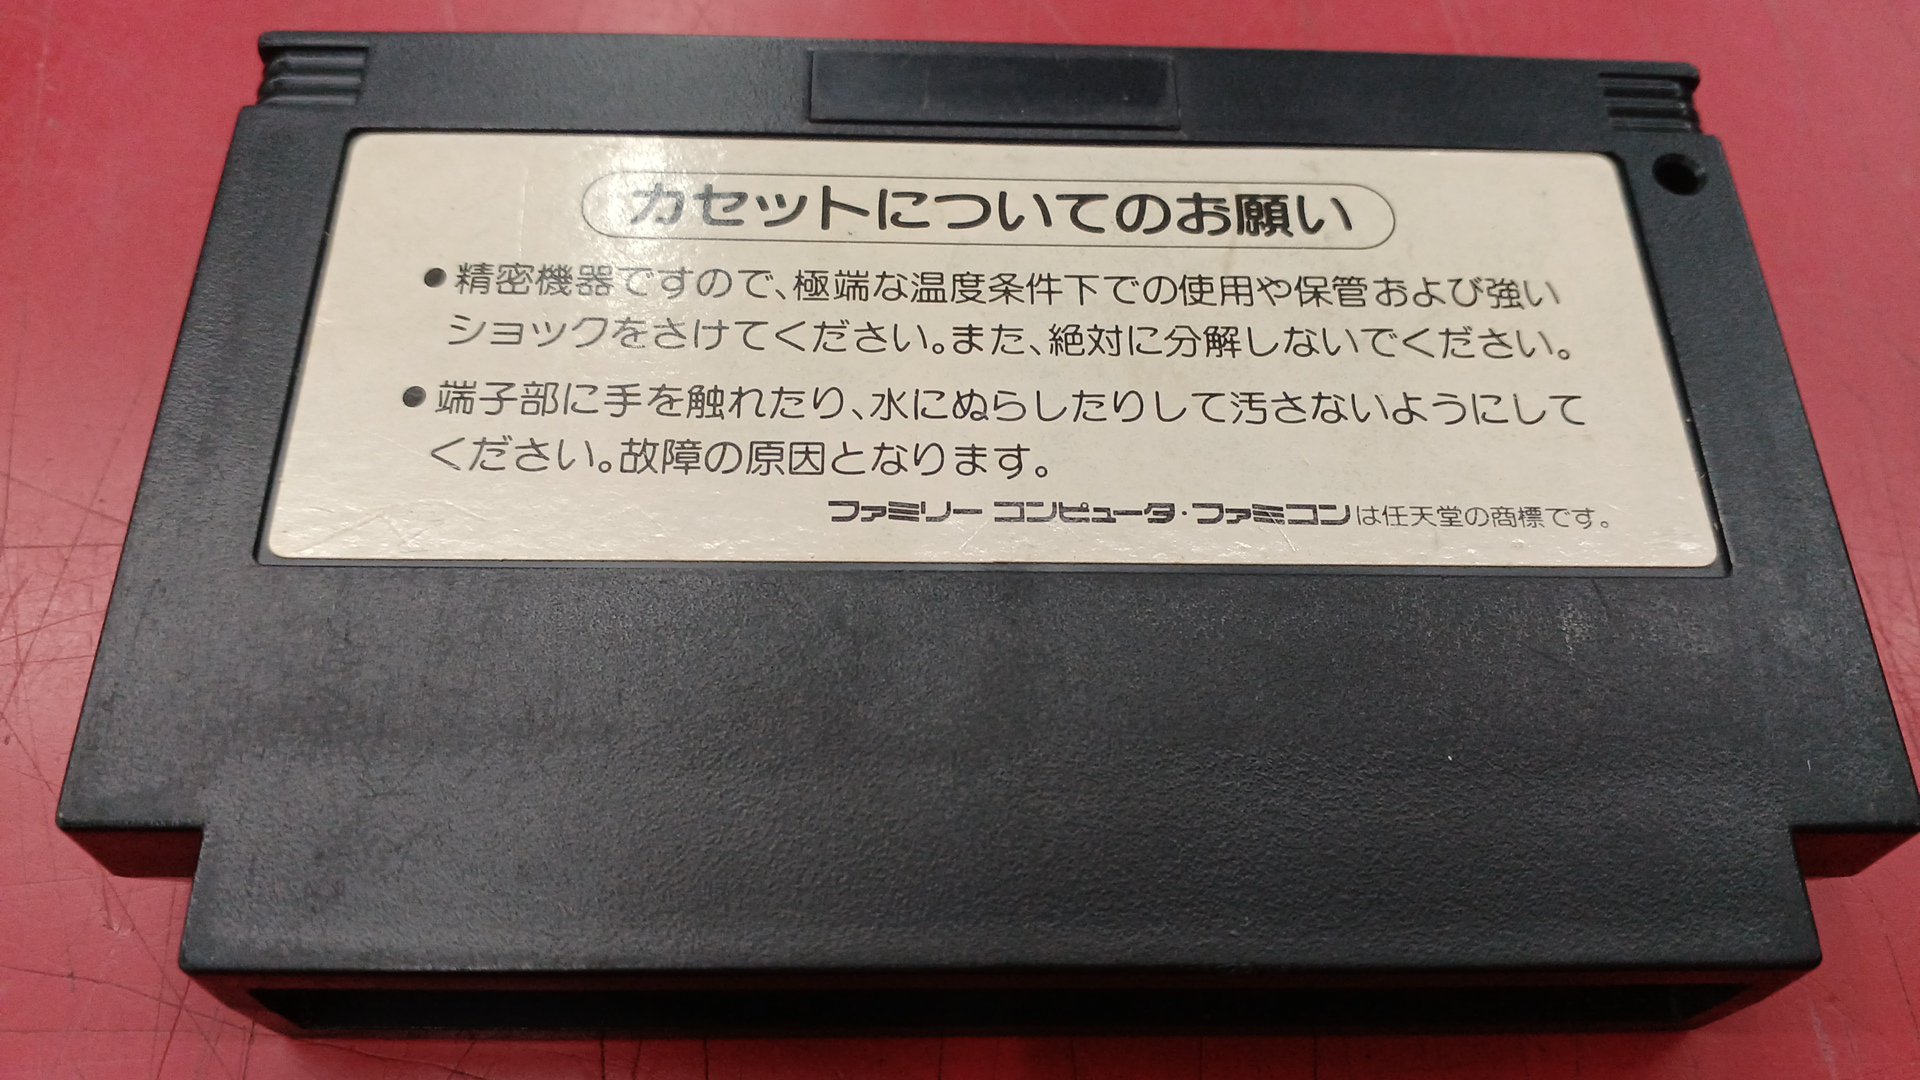 カセットについてのお願い
●精密機器ですので、極端な温度条件下での使用や保管および強い
ショックをさけてください。また、絶対に分解しないでください。
●端子部に手を触れたり、水にぬらしたりして汚さないようにして
ください。故障の原因となります。
ファミリー コンピュータ・ファミコンは任天堂の商標です。